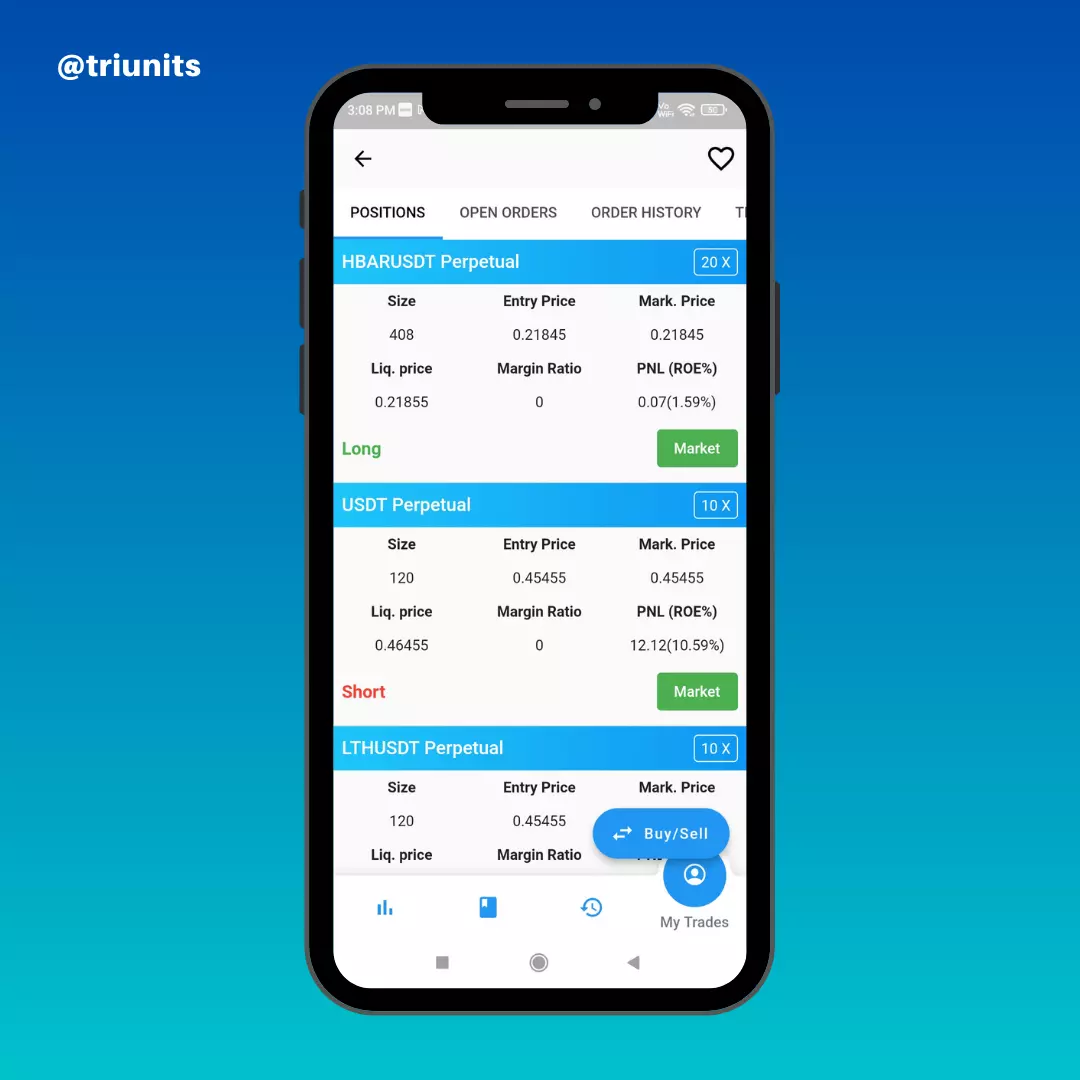 @triunits
3:08 PM
Vo
WiFi
80
POSITIONS OPEN ORDERS ORDER HISTORY
HBARUSDT Perpetual 20 X
Size Entry Price Mark. Price
408 0.21845 0.21845
Liq. price Margin Ratio PNL (ROE%)
0.21855 0 0.07(1.59%)
Long Market
USDT Perpetual 10 X
Size Entry Price Mark. Price
120 0.45455 0.45455
Liq. price Margin Ratio PNL (ROE%)
0.46455 0 12.12(10.59%)
Short Market
LTHUSDT Perpetual 10 X
Size Entry Price Mark. Price
120 0.45455
Buy/Sell
Liq. price Margin Ratio
My Trades